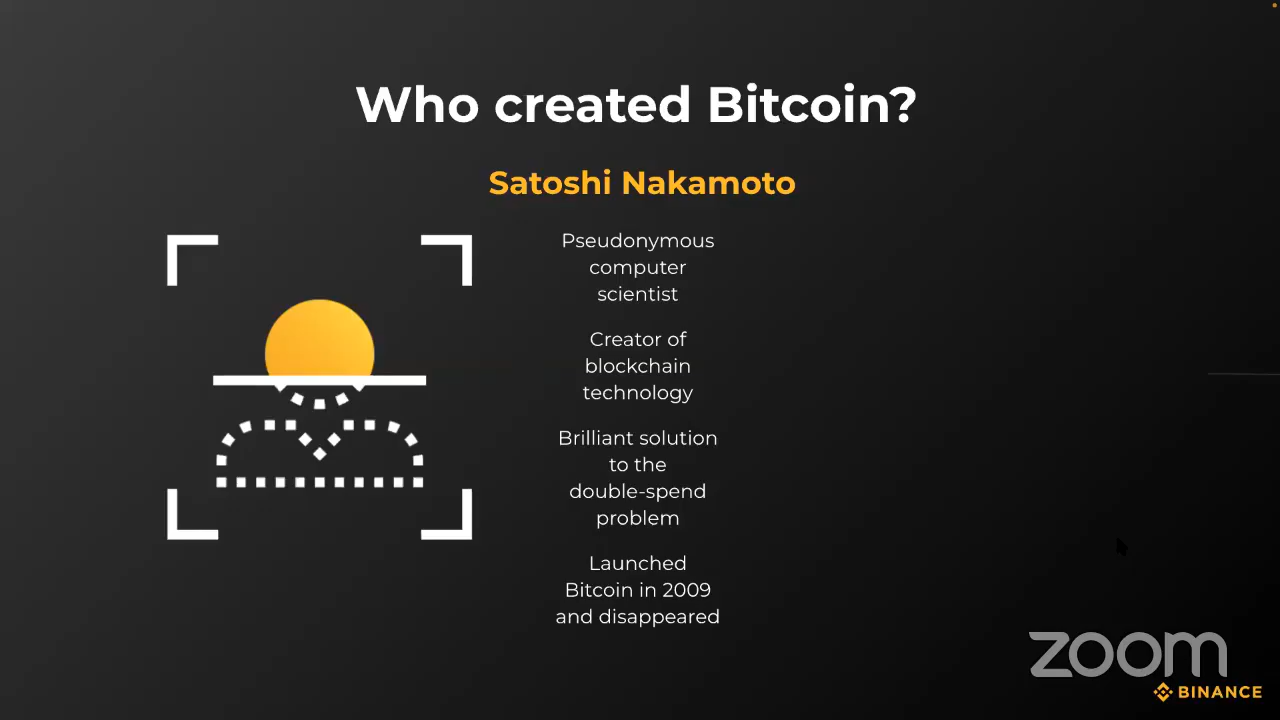 Who created Bitcoin?
Satoshi Nakamoto
Pseudonymous
computer
scientist
Creator of
blockchain
technology
Brilliant solution
to the
double-spend
problem
Launched
Bitcoin in 2009
and disappeared
zoom
BINANCE